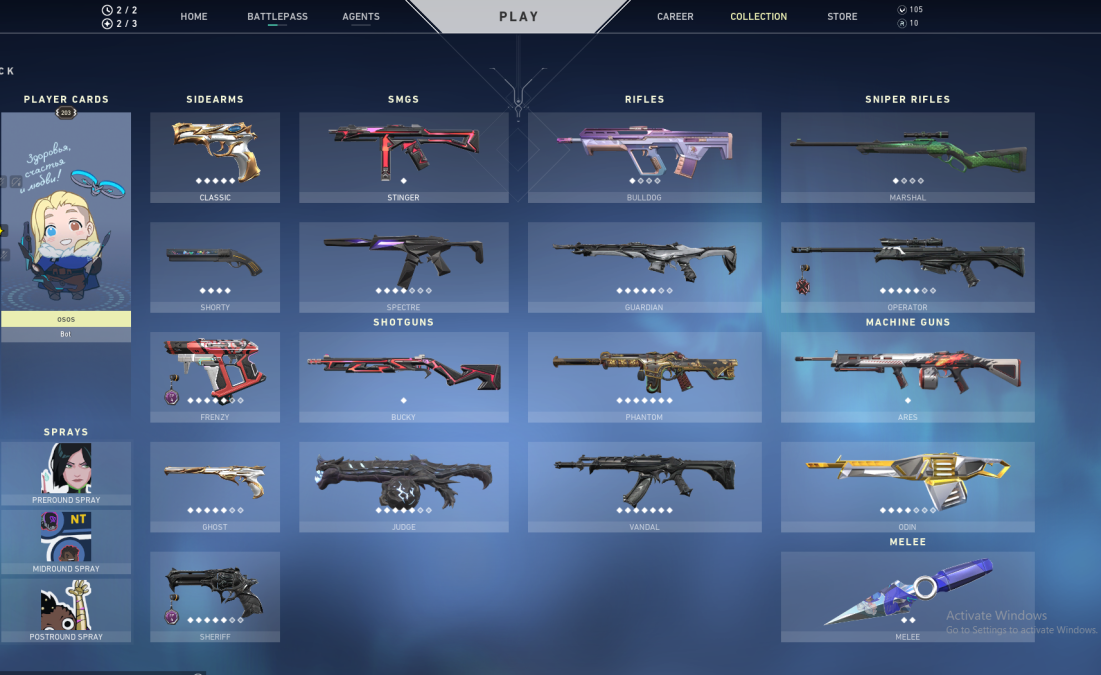 2 / 2
2 / 3
HOME
BATTLEPASS
AGENTS
PLAY
CAREER
COLLECTION
STORE
105
10
CK
PLAYER CARDS
203
Здоровья,
счастья
и любви!
osos
Bot
SPRAYS
PREROUND SPRAY
NT
MIDROUND SPRAY
POSTROUND SPRAY
SIDEARMS
CLASSIC
SHORTY
FRENZY
GHOST
SHERIFF
SMGS
STINGER
SPECTRE
SHOTGUNS
BUCKY
JUDGE
RIFLES
BULLDOG
GUARDIAN
PHANTOM
VANDAL
SNIPER RIFLES
MARSHAL
OPERATOR
MACHINE GUNS
ARES
ODIN
MELEE
MELEE
Activate Windows
Go to Settings to activate Windows.